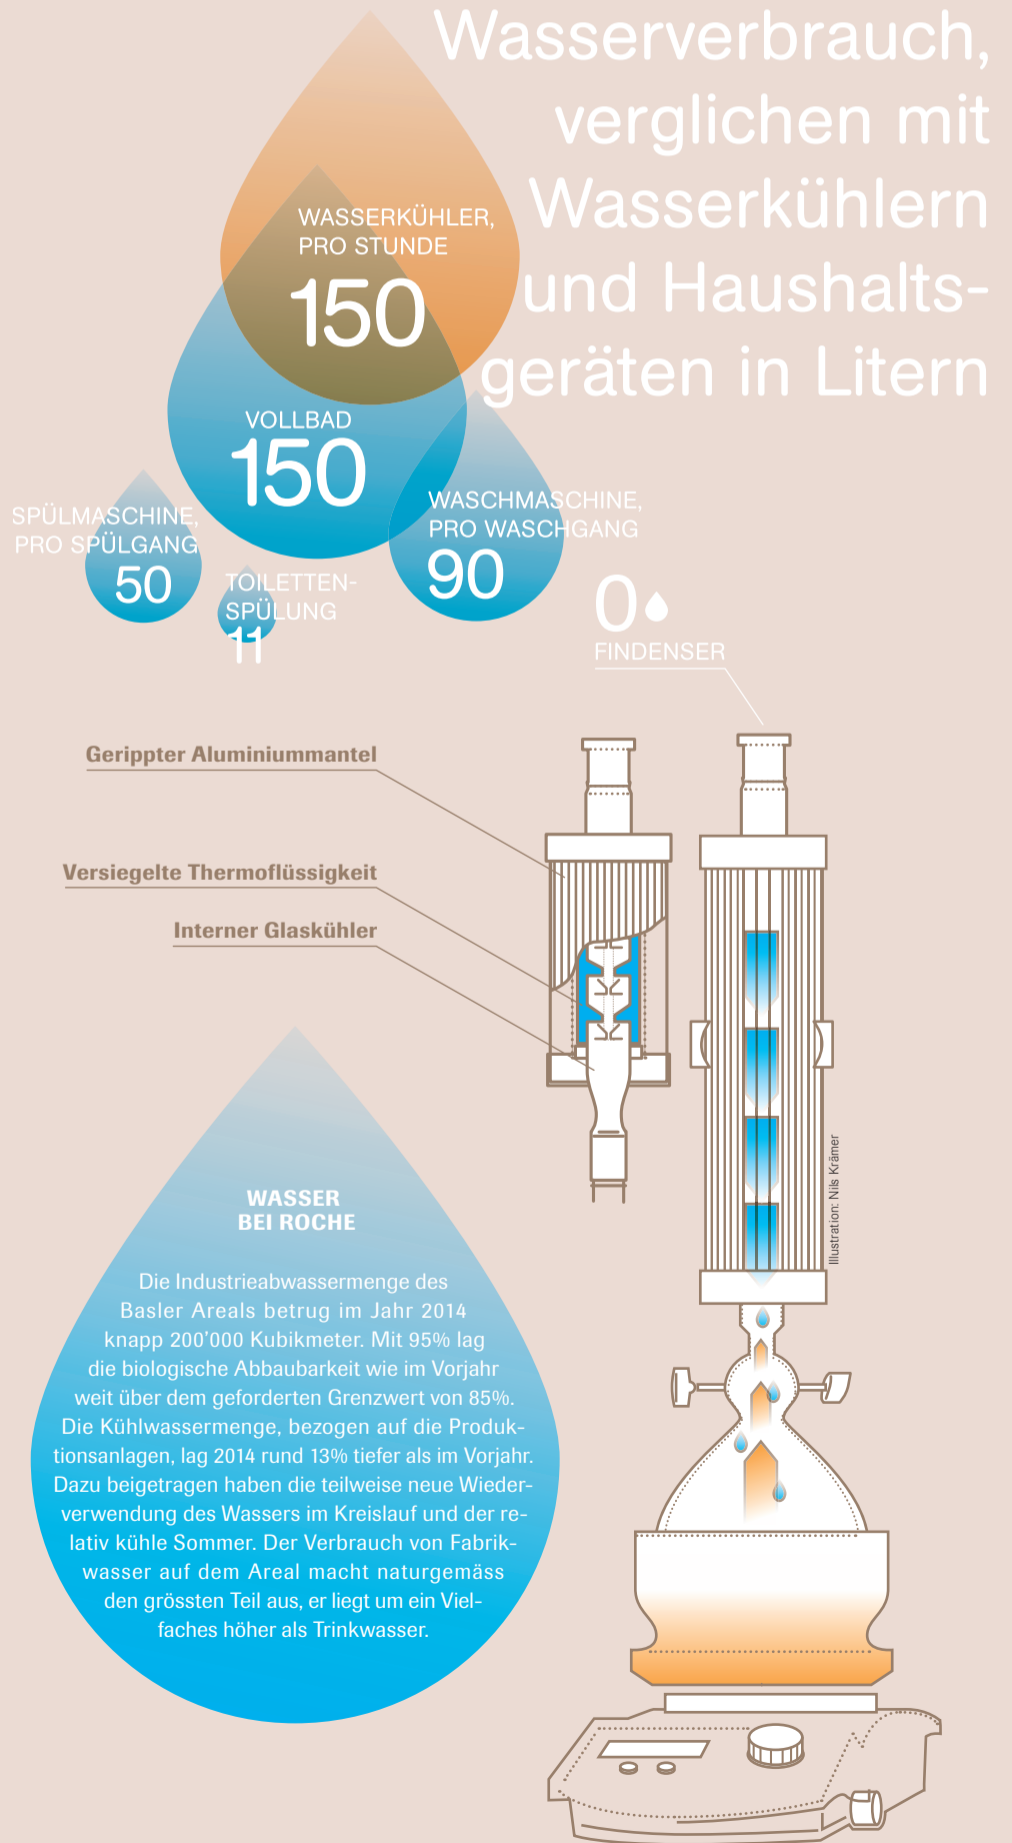 Wasserverbrauch,
verglichen mit
Wasserkühlern
und Haushalts-
geräten in Litern
WASSERKÜHLER,
PRO STUNDE
150
VOLLBAD
150
WASCHMASCHINE,
PRO WASCHGANG
90
SPÜLMASCHINE,
PRO SPÜLGANG
50
TOILETTEN-
SPÜLUNG
11
0
FINDENSER
Gerippter Aluminiummantel
Versiegelte Thermoflüssigkeit
Interner Glaskühler
Illustration: Nils Krämer
WASSER
BEI ROCHE
Die Industrieabwassermenge des
Basler Areals betrug im Jahr 2014
knapp 200'000 Kubikmeter. Mit 95% lag
die biologische Abbaubarkeit wie im Vorjahr
weit über dem geforderten Grenzwert von 85%.
Die Kühlwassermenge, bezogen auf die Produk-
tionsanlagen, lag 2014 rund 13% tiefer als im Vorjahr.
Dazu beigetragen haben die teilweise neue Wieder-
verwendung des Wassers im Kreislauf und der re-
lativ kühle Sommer. Der Verbrauch von Fabrik-
wasser auf dem Areal macht naturgemäss
den grössten Teil aus, er liegt um ein Viel-
faches höher als Trinkwasser.